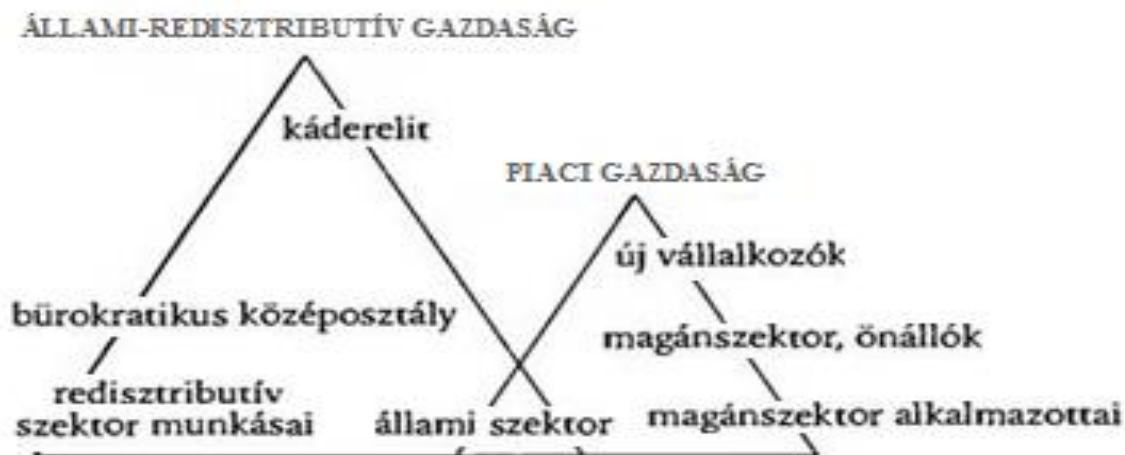 ÁLLAMI-REDISZTRIBUTÍV GAZDASÁG
káderelit
PIACI GAZDASÁG
új vállalkozók
bürokratikus középosztály
magánszektor, önállók
redisztributív
szektor munkásai
állami szektor
magánszektor alkalmazottai